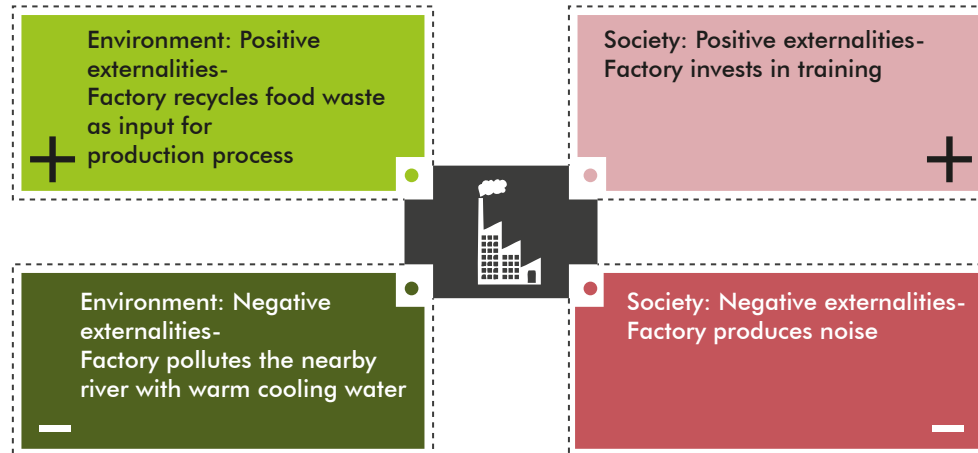 Environment: Positive
externalities-
Factory recycles food waste
as input for
production process
+
Society: Positive externalities-
Factory invests in training
+
Environment: Negative
externalities-
Factory pollutes the nearby
river with warm cooling water
–
Society: Negative externalities-
Factory produces noise
–